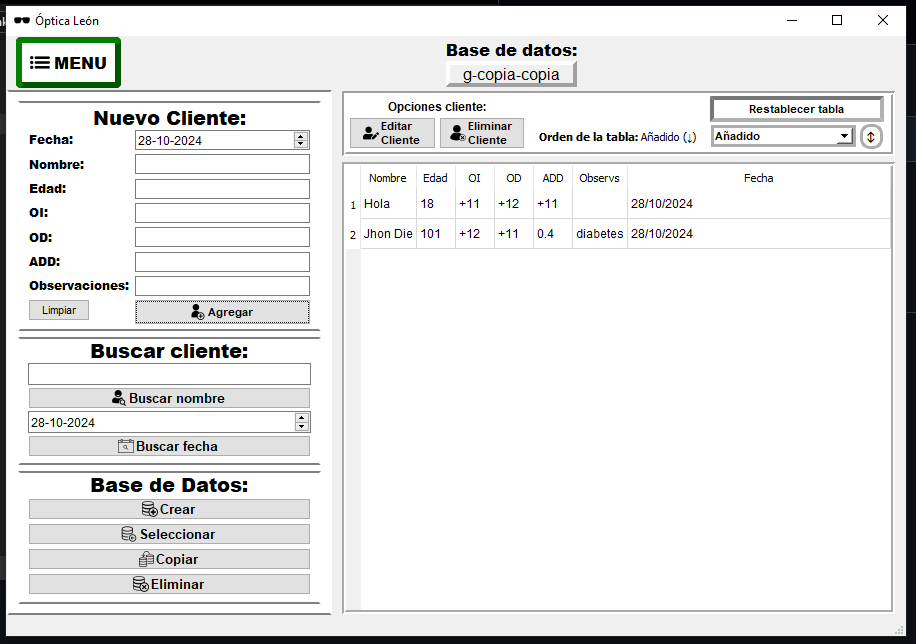 Óptica León
MENU
Base de datos:
g-copia-copia
Nuevo Cliente:
Fecha: 28-10-2024
Nombre:
Edad:
OI:
OD:
ADD:
Observaciones:
Limpiar Agregar
Buscar cliente:
Buscar nombre
28-10-2024
Buscar fecha
Base de Datos:
Crear
Seleccionar
Copiar
Eliminar
Opciones cliente:
Editar Cliente
Eliminar Cliente
Orden de la tabla: Añadido (↓)
Restablecer tabla
Añadido
Nombre Edad OI OD ADD Observs Fecha
1 Hola 18 +11 +12 +11 28/10/2024
2 Jhon Die 101 +12 +11 0.4 diabetes 28/10/2024